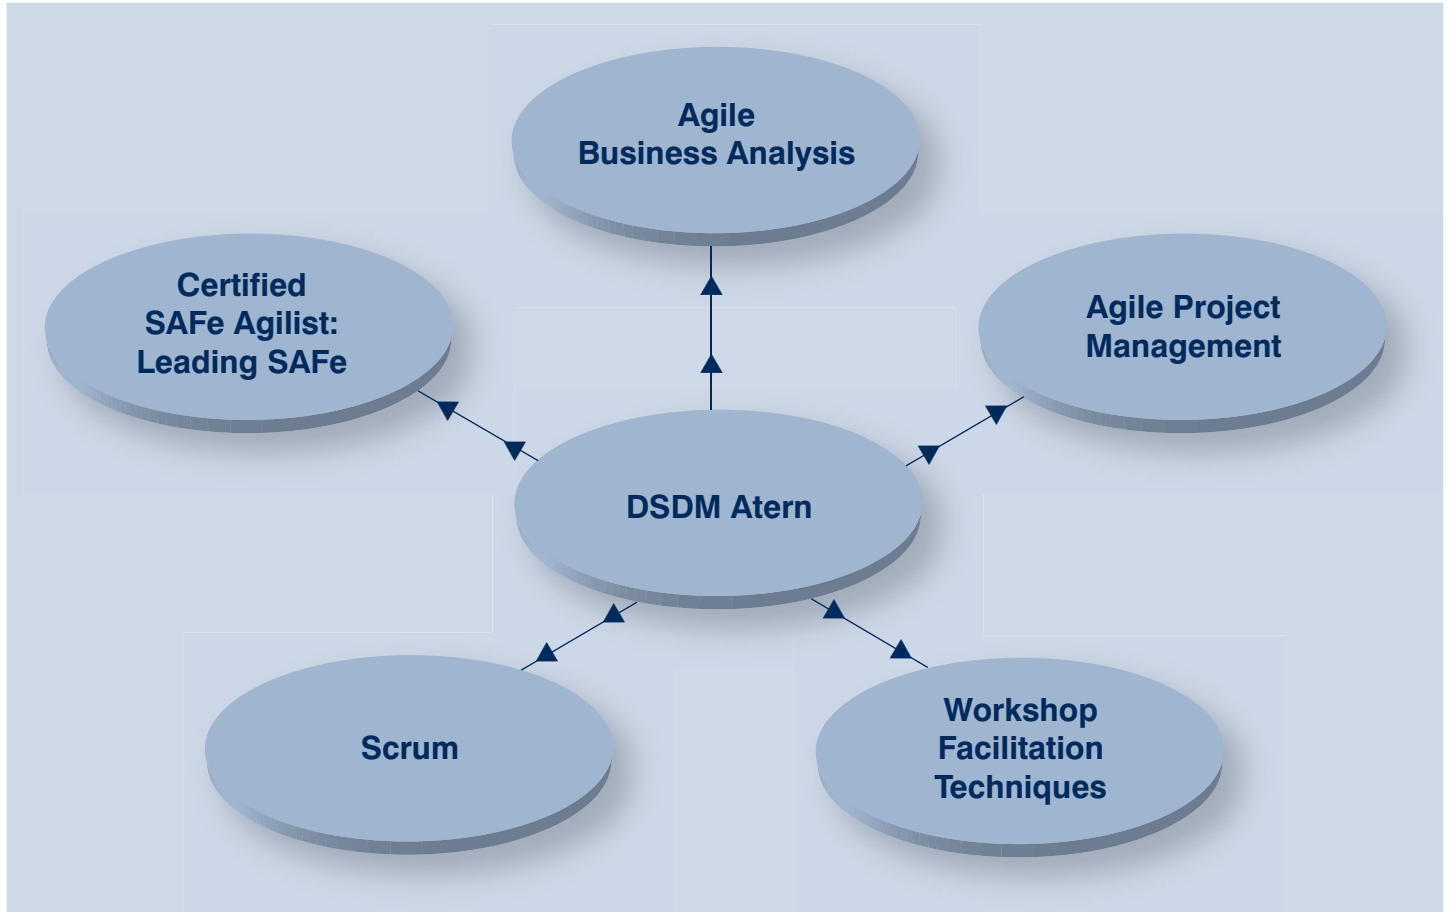 Agile
Business Analysis
Certified
SAFe Agilist:
Leading SAFe
Agile Project
Management
DSDM Atern
Scrum
Workshop
Facilitation
Techniques